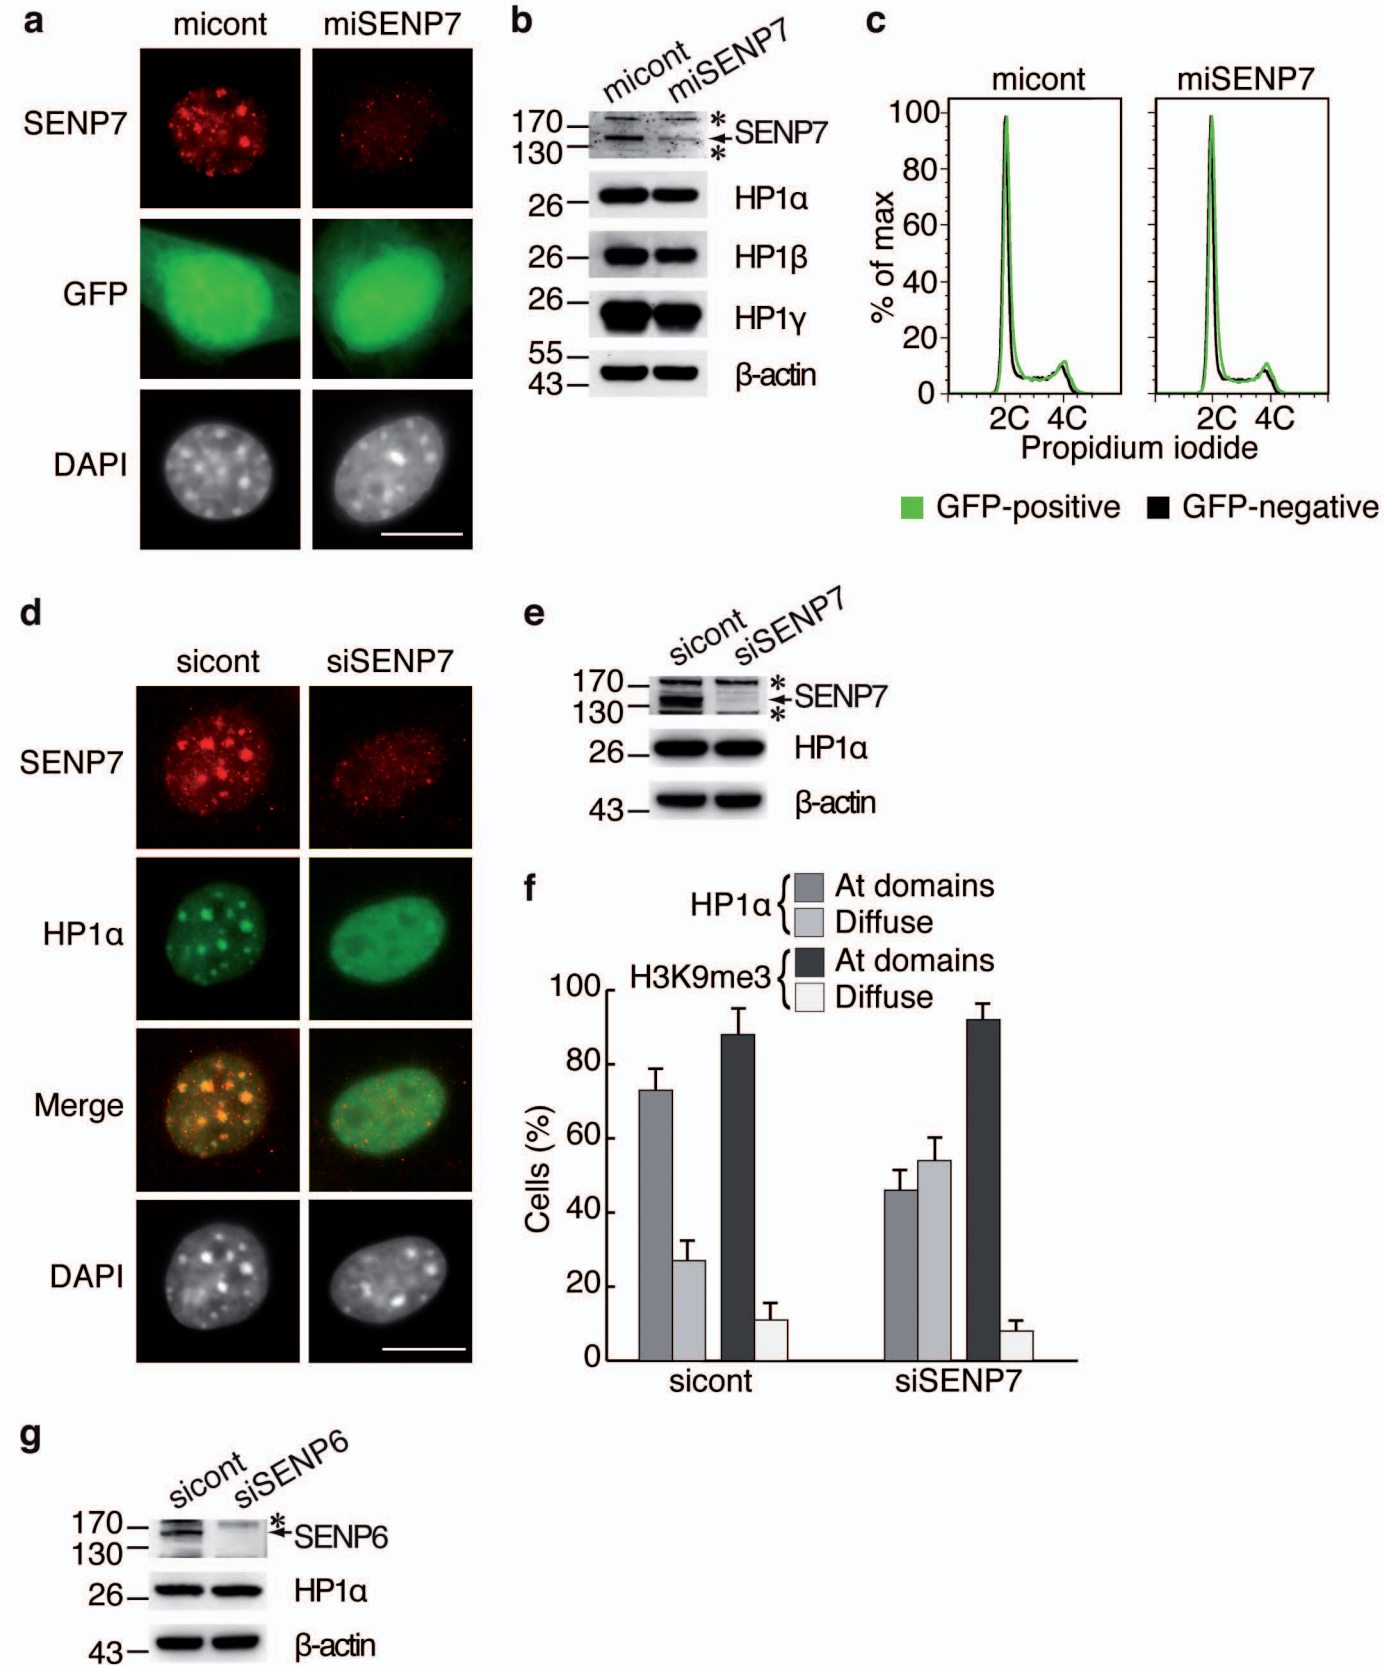 a
micont miSENP7
SENP7
GFP
DAPI
b
micont miSENP7
170
130
*
SENP7
*
26
HP1α
26
HP1β
26
HP1γ
55
43
β-actin
c
micont miSENP7
% of max
100
80
60
40
20
0
2C 4C 2C 4C
Propidium iodide
GFP-positive GFP-negative
d
sicont siSENP7
SENP7
HP1α
Merge
DAPI
e
sicont siSENP7
170
130
*
SENP7
*
26
HP1α
43
β-actin
f
HP1α { At domains
Diffuse
H3K9me3 { At domains
Diffuse
Cells (%)
100
80
60
40
20
0
sicont siSENP7
g
sicont siSENP6
170
130
*
SENP6
26
HP1α
43
β-actin